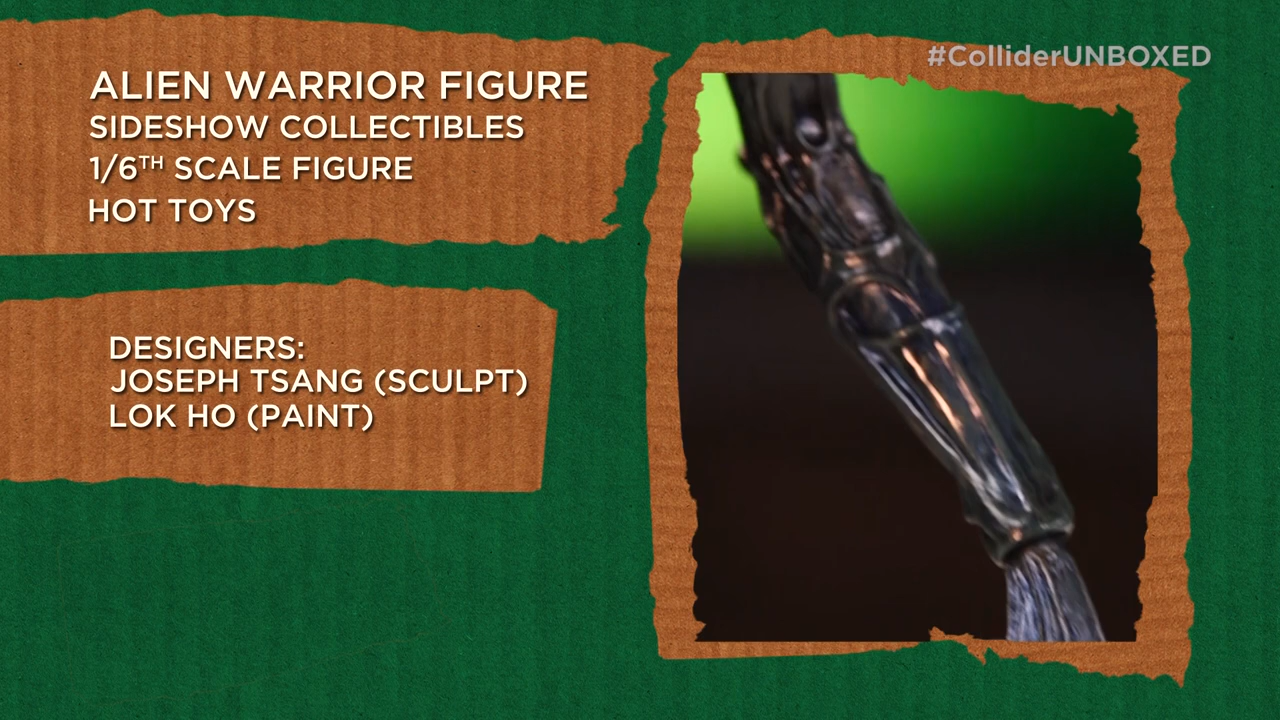 #ColliderUNBOXED
ALIEN WARRIOR FIGURE
SIDESHOW COLLECTIBLES
1/6TH SCALE FIGURE
HOT TOYS
DESIGNERS:
JOSEPH TSANG (SCULPT)
LOK HO (PAINT)